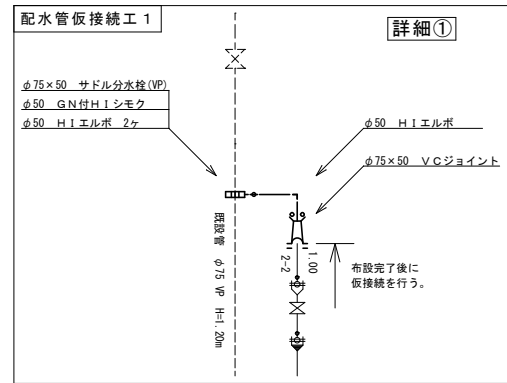 配水管仮接続工1
詳細①
φ75×50 サドル分水栓(VP)
φ50 GN付HIシモク
φ50 HIエルボ 2ヶ
φ50 HIエルボ
φ75×50 VCジョイント
既設管 φ75 VP H=1.20m
1.00
2-2
布設完了後に
仮接続を行う。